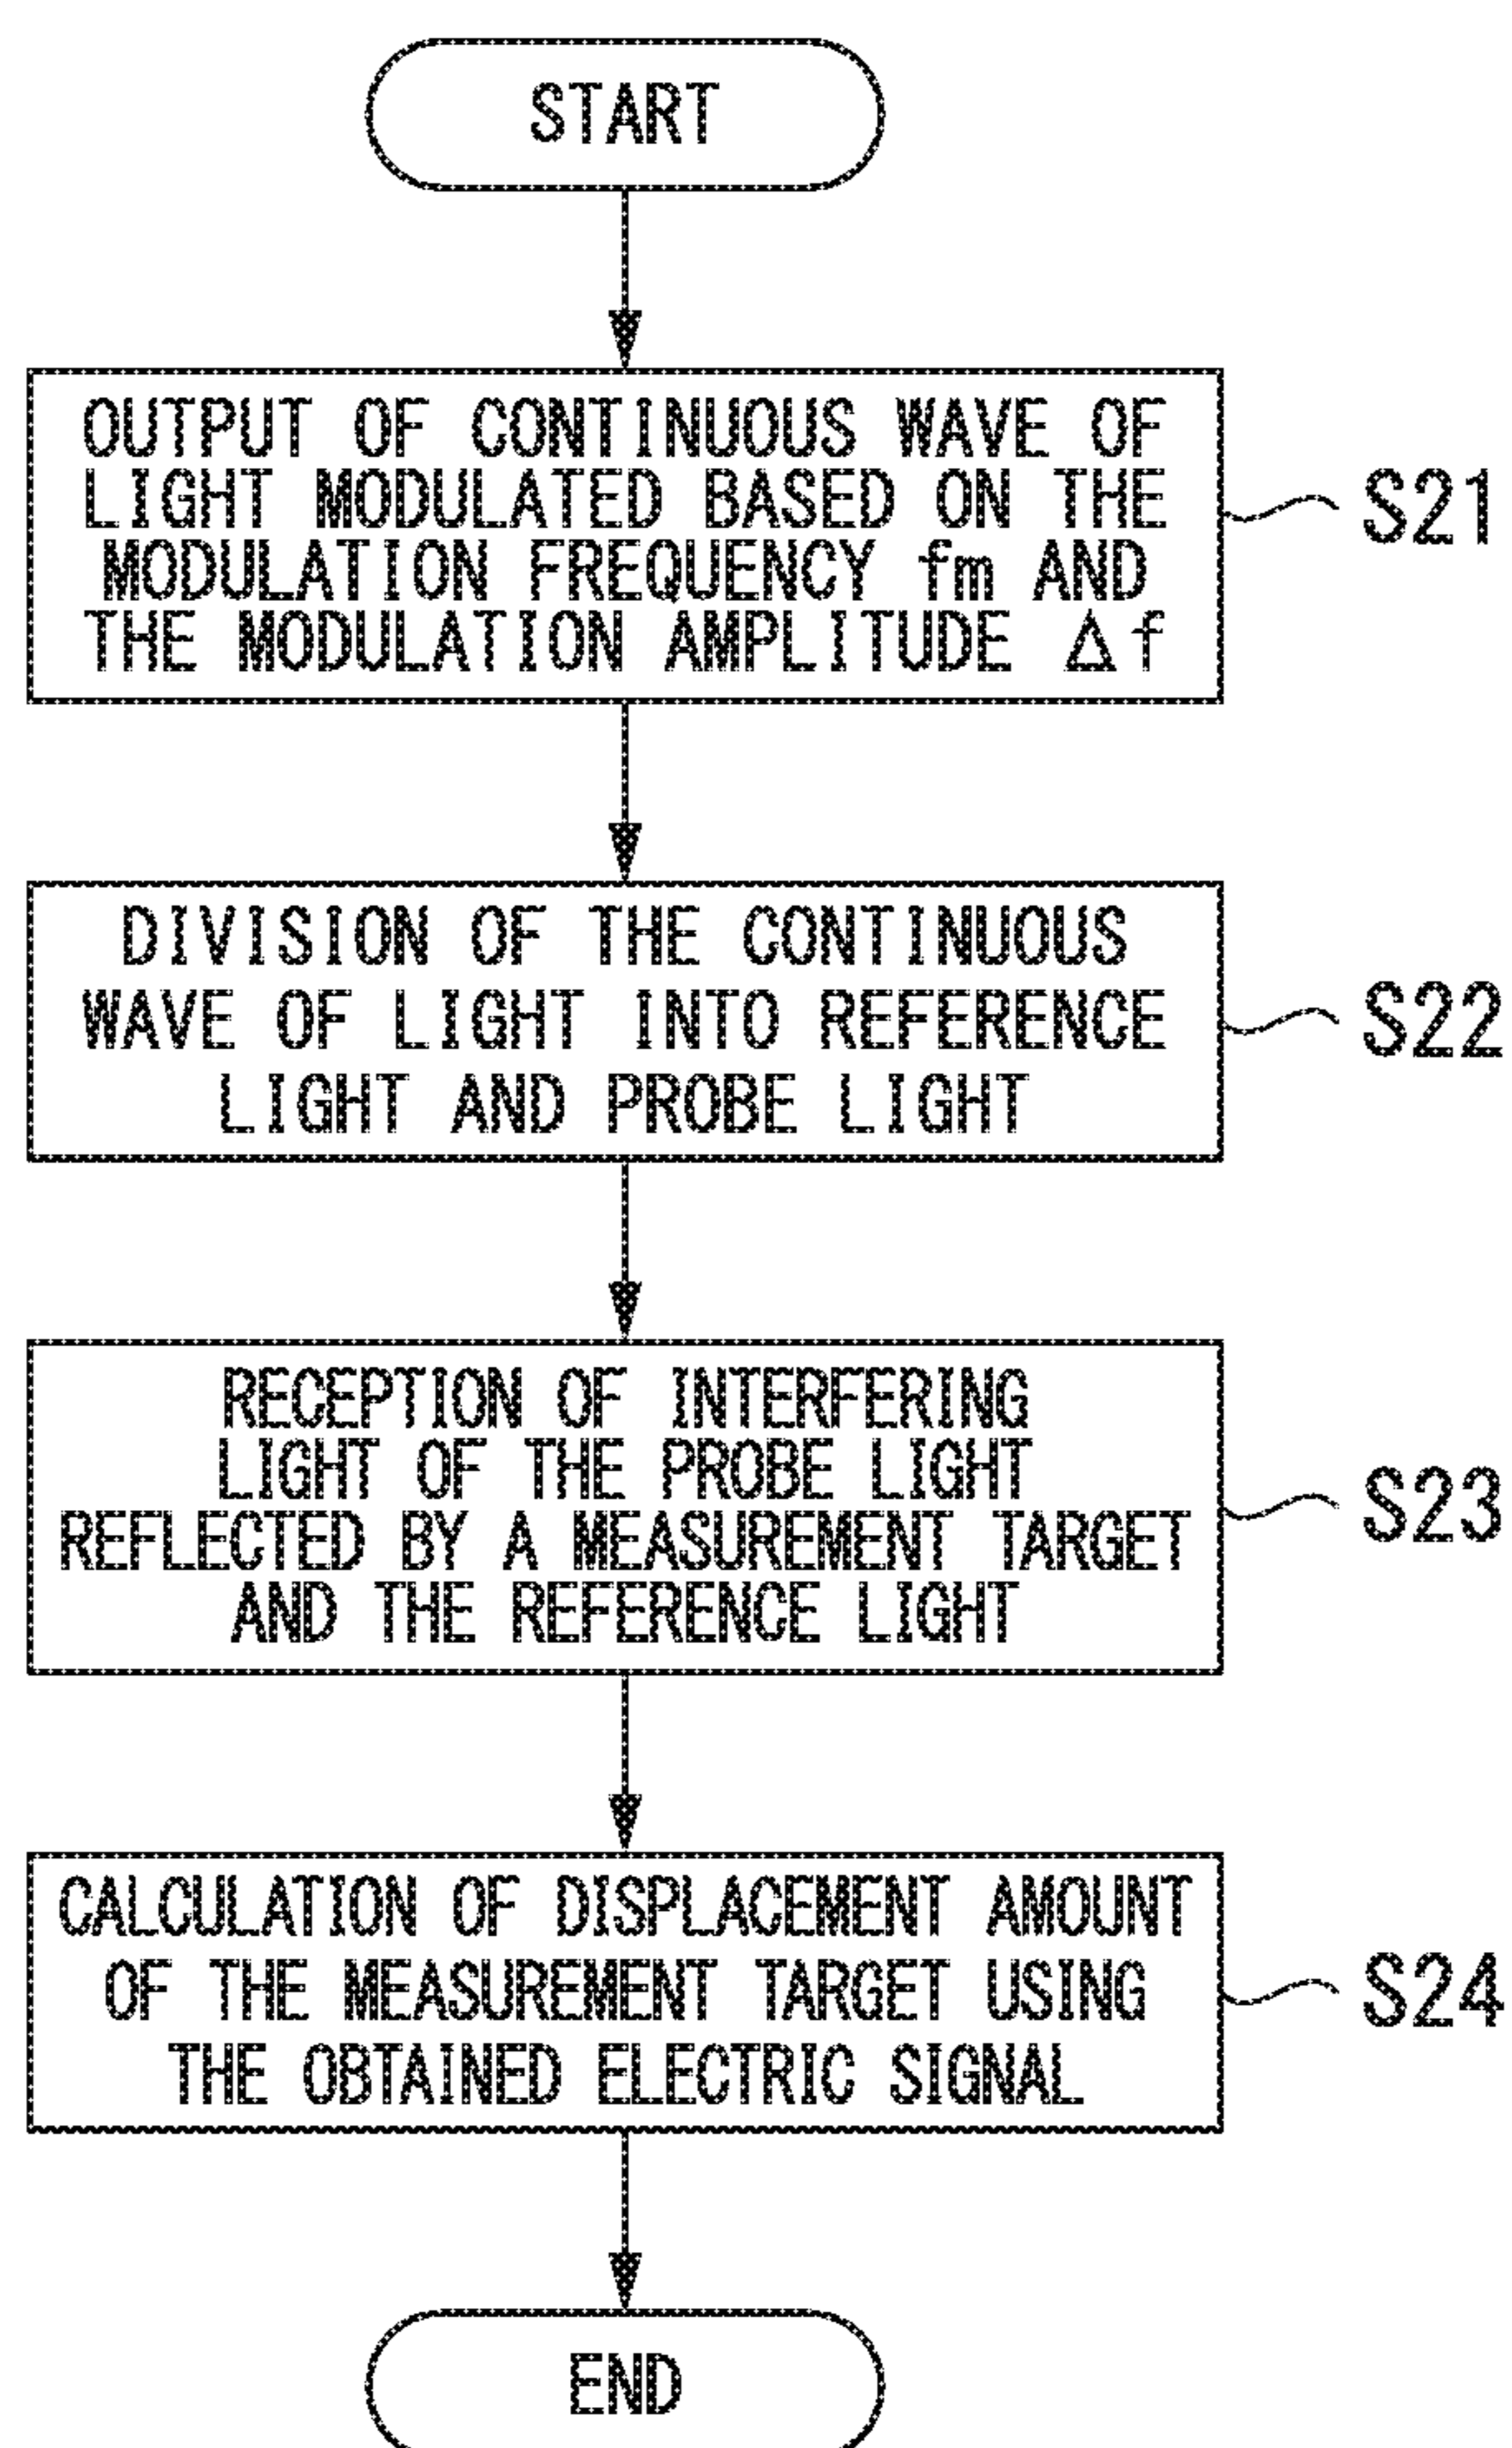 START
OUTPUT OF CONTINUOUS WAVE OF
LIGHT MODULATED BASED ON THE
MODULATION FREQUENCY fm AND
THE MODULATION AMPLITUDE Δf
S21
DIVISION OF THE CONTINUOUS
WAVE OF LIGHT INTO REFERENCE
LIGHT AND PROBE LIGHT
S22
RECEPTION OF INTERFERING
LIGHT OF THE PROBE LIGHT
REFLECTED BY A MEASUREMENT TARGET
AND THE REFERENCE LIGHT
S23
CALCULATION OF DISPLACEMENT AMOUNT
OF THE MEASUREMENT TARGET USING
THE OBTAINED ELECTRIC SIGNAL
S24
END